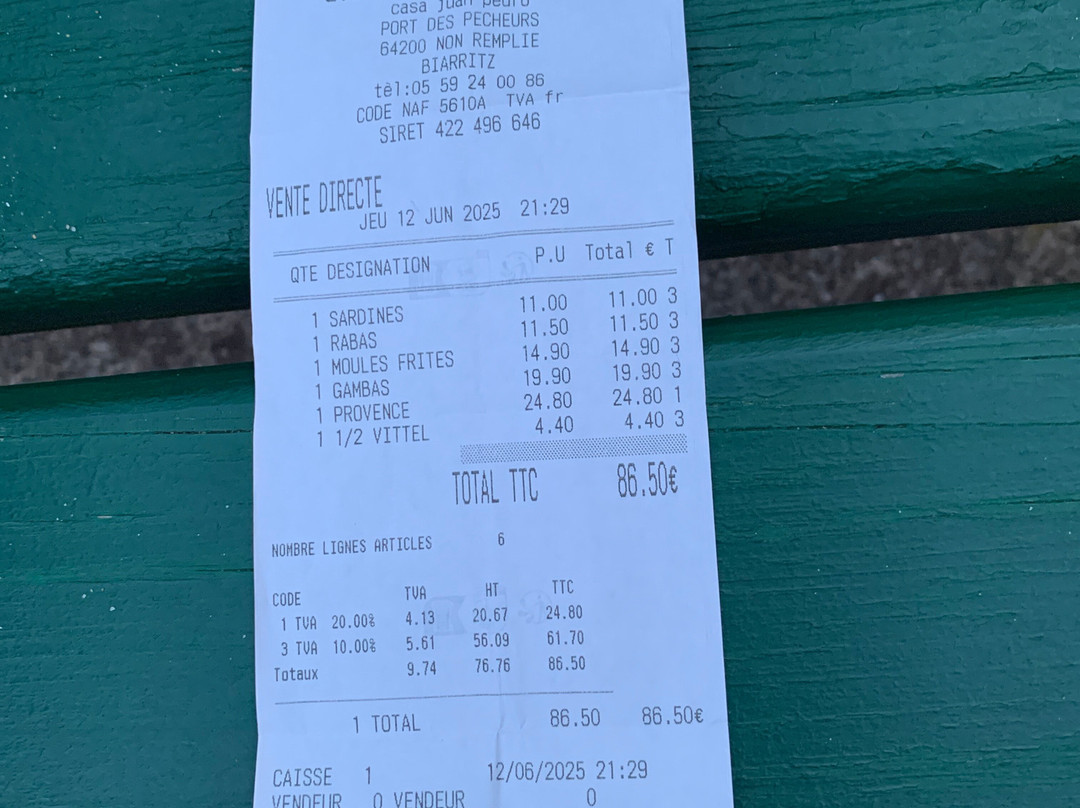 casa juan pedro
PORT DES PECHEURS
64200 NON REMPLIE
BIARRITZ
tèl:05 59 24 00 86
CODE NAF 5610A TVA fr
SIRET 422 496 646
VENTE DIRECTE
JEU 12 JUN 2025 21:29
QTE DESIGNATION P.U Total € T
1 SARDINES 11.00 11.00 3
1 RABAS 11.50 11.50 3
1 MOULES FRITES 14.90 14.90 3
1 GAMBAS 19.90 19.90 3
1 PROVENCE 24.80 24.80 1
1 1/2 VITTEL 4.40 4.40 3
TOTAL TTC 86.50€
NOMBRE LIGNES ARTICLES 6
CODE TVA HT TTC
1 TVA 20.00% 4.13 20.67 24.80
3 TVA 10.00% 5.61 56.09 61.70
Totaux 9.74 76.76 86.50
1 TOTAL 86.50 86.50€
CAISSE 1 12/06/2025 21:29
VENDEUR 0 VENDEUR 0